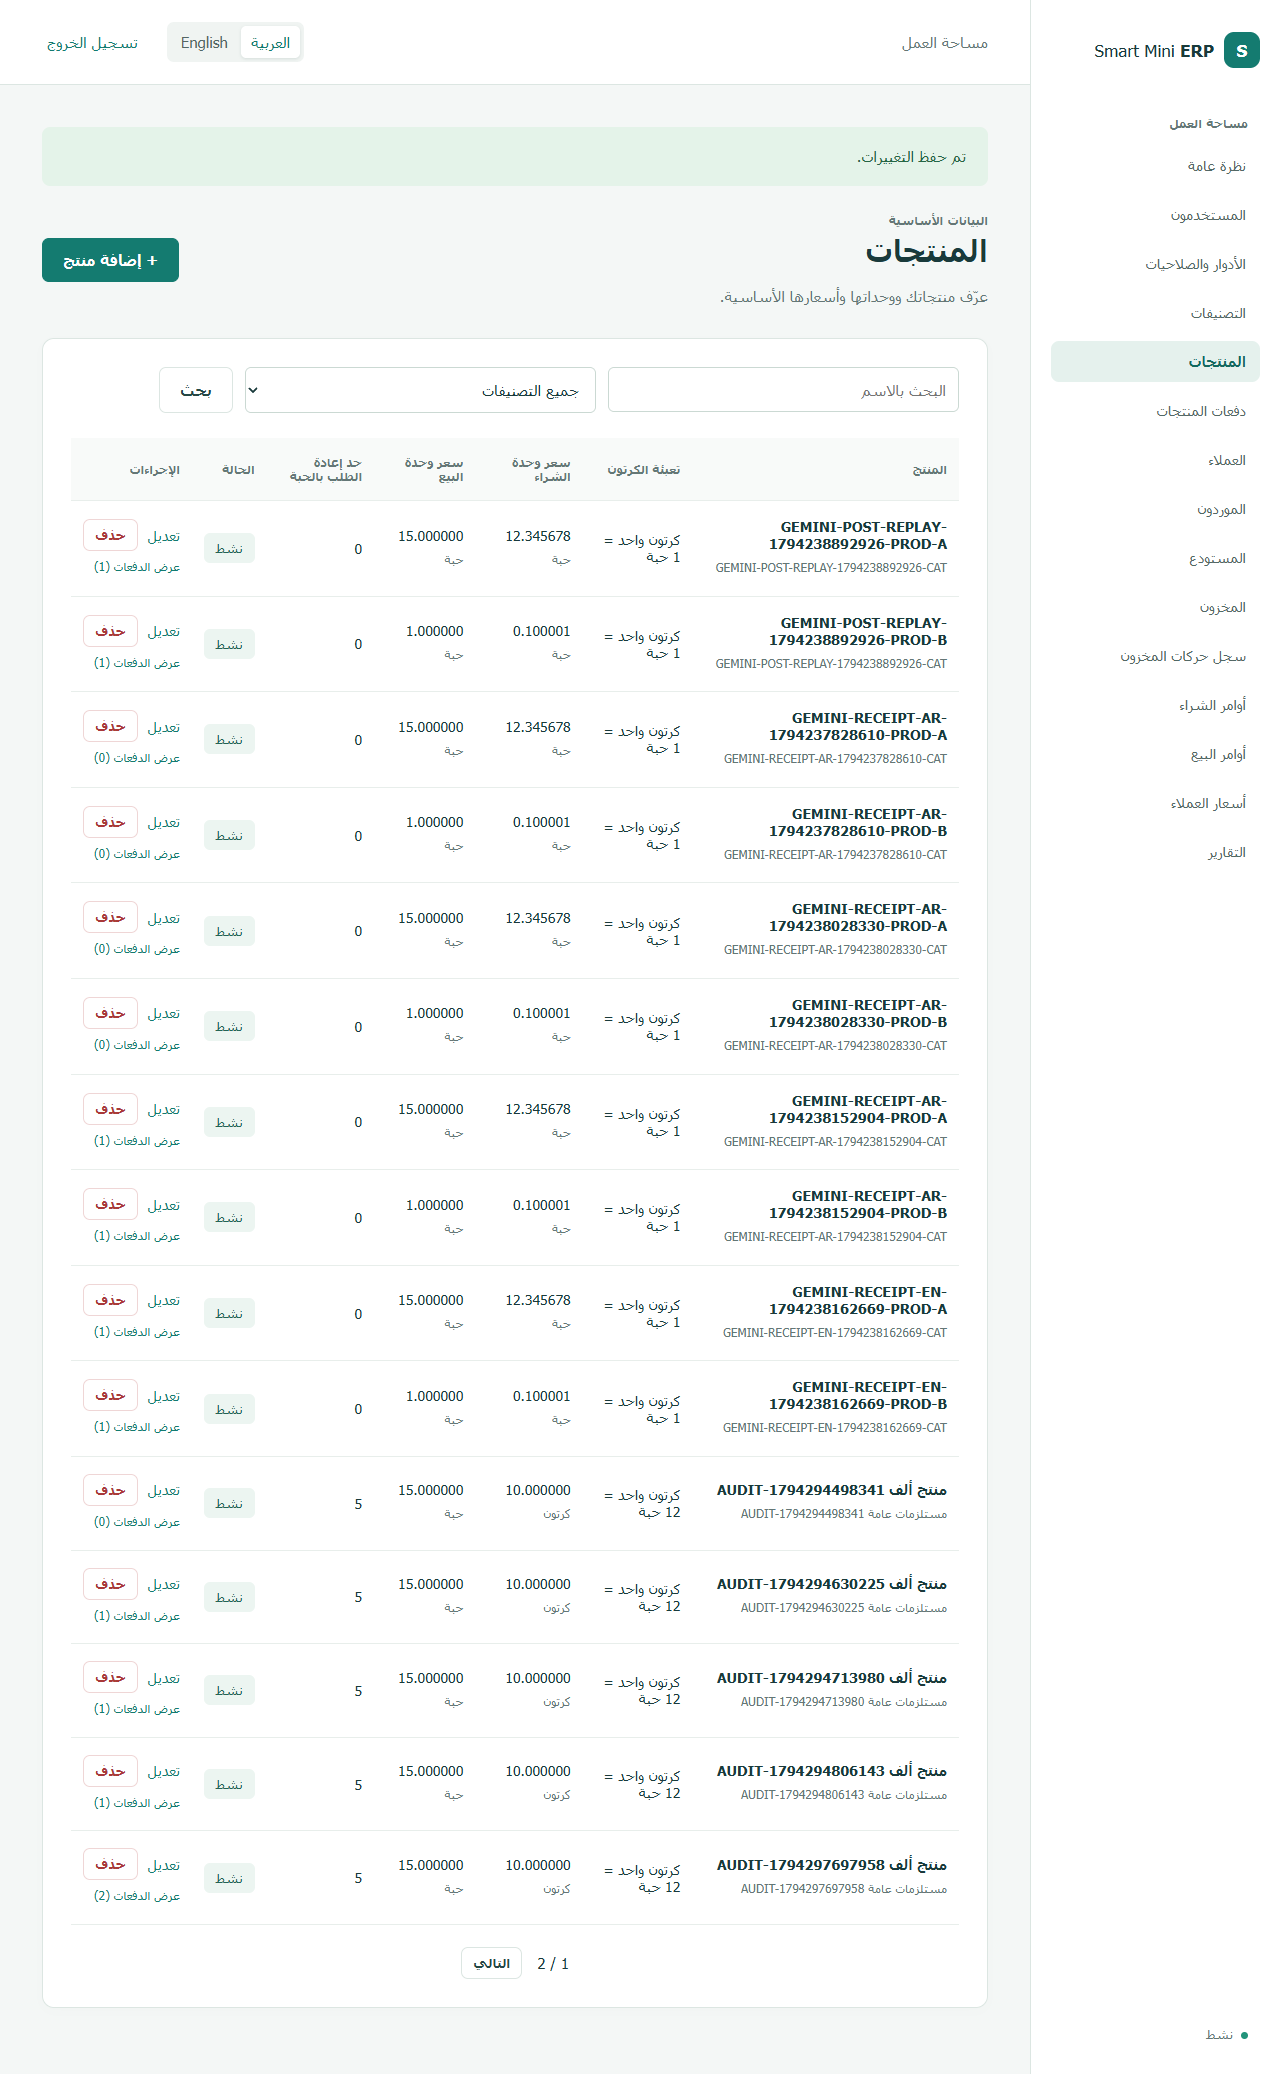 S
Smart Mini ERP
مساحة العمل
نظرة عامة
المستخدمون
الأدوار والصلاحيات
التصنيفات
المنتجات
دفعات المنتجات
العملاء
الموردون
المستودع
المخزون
سجل حركات المخزون
أوامر الشراء
أوامر البيع
أسعار العملاء
التقارير
نشط
مساحة العمل
العربية
English
تسجيل الخروج
تم حفظ التغييرات.
البيانات الأساسية
المنتجات
عرّف منتجاتك ووحداتها وأسعارها الأساسية.
+ إضافة منتج
البحث بالاسم
جميع التصنيفات
بحث
المنتج
تعبئة الكرتون
سعر وحدة الشراء
سعر وحدة البيع
حد إعادة الطلب بالحبة
الحالة
الإجراءات
GEMINI-POST-REPLAY-
1794238892926-PROD-A
GEMINI-POST-REPLAY-1794238892926-CAT
كرتون واحد =
1 حبة
12.345678
حبة
15.000000
حبة
0
نشط
تعديل
حذف
عرض الدفعات (1)
GEMINI-POST-REPLAY-
1794238892926-PROD-B
GEMINI-POST-REPLAY-1794238892926-CAT
كرتون واحد =
1 حبة
0.100001
حبة
1.000000
حبة
0
نشط
تعديل
حذف
عرض الدفعات (1)
GEMINI-RECEIPT-AR-
1794237828610-PROD-A
GEMINI-RECEIPT-AR-1794237828610-CAT
كرتون واحد =
1 حبة
12.345678
حبة
15.000000
حبة
0
نشط
تعديل
حذف
عرض الدفعات (0)
GEMINI-RECEIPT-AR-
1794237828610-PROD-B
GEMINI-RECEIPT-AR-1794237828610-CAT
كرتون واحد =
1 حبة
0.100001
حبة
1.000000
حبة
0
نشط
تعديل
حذف
عرض الدفعات (0)
GEMINI-RECEIPT-AR-
1794238028330-PROD-A
GEMINI-RECEIPT-AR-1794238028330-CAT
كرتون واحد =
1 حبة
12.345678
حبة
15.000000
حبة
0
نشط
تعديل
حذف
عرض الدفعات (0)
GEMINI-RECEIPT-AR-
1794238028330-PROD-B
GEMINI-RECEIPT-AR-1794238028330-CAT
كرتون واحد =
1 حبة
0.100001
حبة
1.000000
حبة
0
نشط
تعديل
حذف
عرض الدفعات (0)
GEMINI-RECEIPT-AR-
1794238152904-PROD-A
GEMINI-RECEIPT-AR-1794238152904-CAT
كرتون واحد =
1 حبة
12.345678
حبة
15.000000
حبة
0
نشط
تعديل
حذف
عرض الدفعات (1)
GEMINI-RECEIPT-AR-
1794238152904-PROD-B
GEMINI-RECEIPT-AR-1794238152904-CAT
كرتون واحد =
1 حبة
0.100001
حبة
1.000000
حبة
0
نشط
تعديل
حذف
عرض الدفعات (1)
GEMINI-RECEIPT-EN-
1794238162669-PROD-A
GEMINI-RECEIPT-EN-1794238162669-CAT
كرتون واحد =
1 حبة
12.345678
حبة
15.000000
حبة
0
نشط
تعديل
حذف
عرض الدفعات (1)
GEMINI-RECEIPT-EN-
1794238162669-PROD-B
GEMINI-RECEIPT-EN-1794238162669-CAT
كرتون واحد =
1 حبة
0.100001
حبة
1.000000
حبة
0
نشط
تعديل
حذف
عرض الدفعات (1)
منتج ألف AUDIT-1794294498341
مستلزمات عامة AUDIT-1794294498341
كرتون واحد =
12 حبة
10.000000
كرتون
15.000000
حبة
5
نشط
تعديل
حذف
عرض الدفعات (0)
منتج ألف AUDIT-1794294630225
مستلزمات عامة AUDIT-1794294630225
كرتون واحد =
12 حبة
10.000000
كرتون
15.000000
حبة
5
نشط
تعديل
حذف
عرض الدفعات (1)
منتج ألف AUDIT-1794294713980
مستلزمات عامة AUDIT-1794294713980
كرتون واحد =
12 حبة
10.000000
كرتون
15.000000
حبة
5
نشط
تعديل
حذف
عرض الدفعات (1)
منتج ألف AUDIT-1794294806143
مستلزمات عامة AUDIT-1794294806143
كرتون واحد =
12 حبة
10.000000
كرتون
15.000000
حبة
5
نشط
تعديل
حذف
عرض الدفعات (1)
منتج ألف AUDIT-1794297697958
مستلزمات عامة AUDIT-1794297697958
كرتون واحد =
12 حبة
10.000000
كرتون
15.000000
حبة
5
نشط
تعديل
حذف
عرض الدفعات (2)
1 / 2
التالي